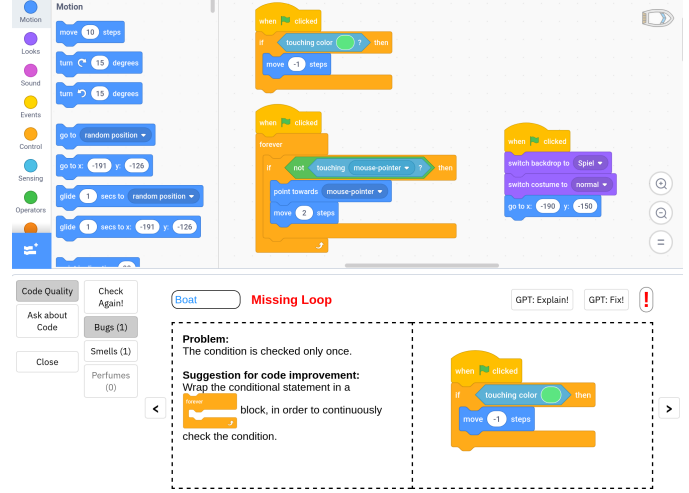 Motion
Motion
Looks
Sound
Events
Control
Sensing
Operators
move 10 steps
turn 15 degrees
turn 15 degrees
go to random position
go to x: -191 y: -126
glide 1 secs to random position
glide 1 secs to x: -191 y: -126
when clicked
if touching color ? then
move -1 steps
when clicked
forever
if not touching mouse-pointer ? then
point towards mouse-pointer
move 2 steps
when clicked
switch backdrop to Spiel
switch costume to normal
go to x: -190 y: -150
Code Quality
Ask about
Code
Close
Check
Again!
Bugs (1)
Smells (1)
Perfumes
(0)
Boat
Missing Loop
GPT: Explain!
GPT: Fix!
!
<
Problem:
The condition is checked only once.
Suggestion for code improvement:
Wrap the conditional statement in a
forever
block, in order to continuously
check the condition.
when clicked
if touching color ? then
move -1 steps
>